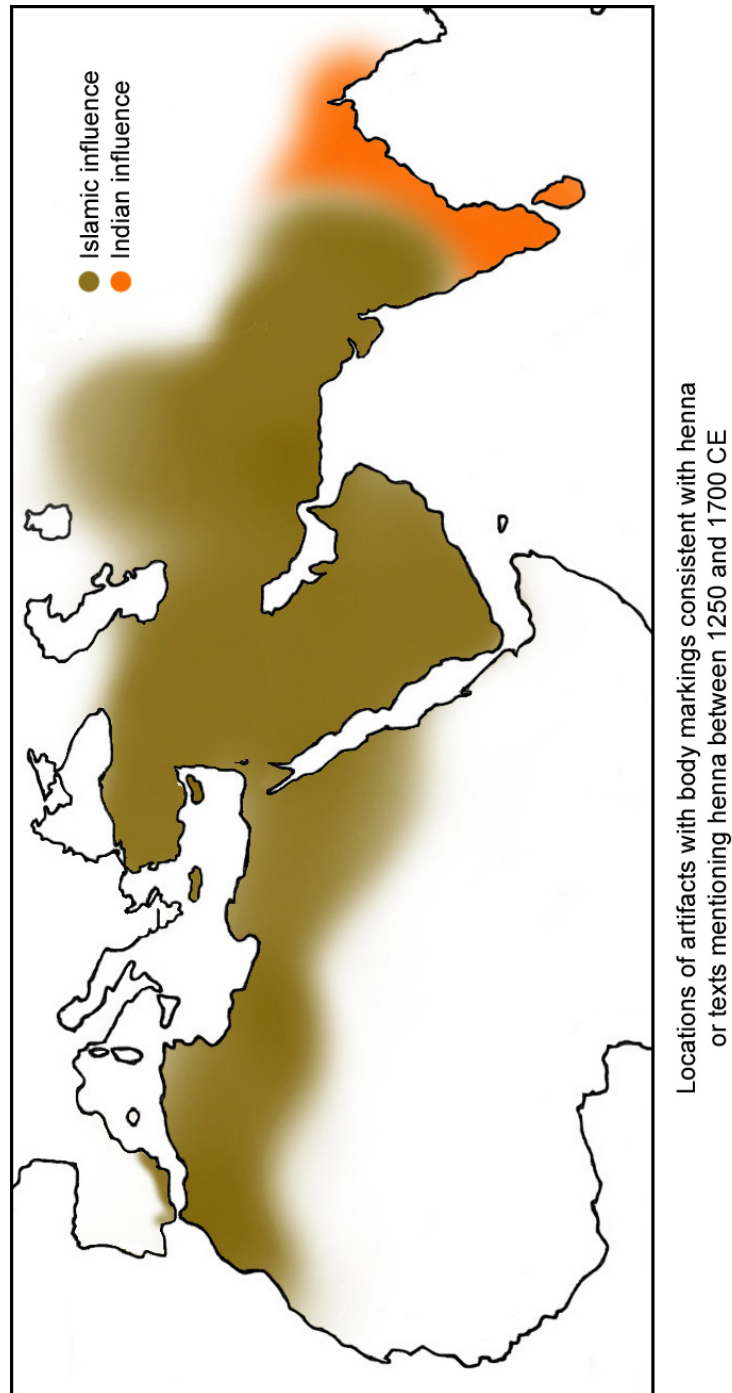 Islamic influence
Indian influence
Locations of artifacts with body markings consistent with henna
or texts mentioning henna between 1250 and 1700 CE